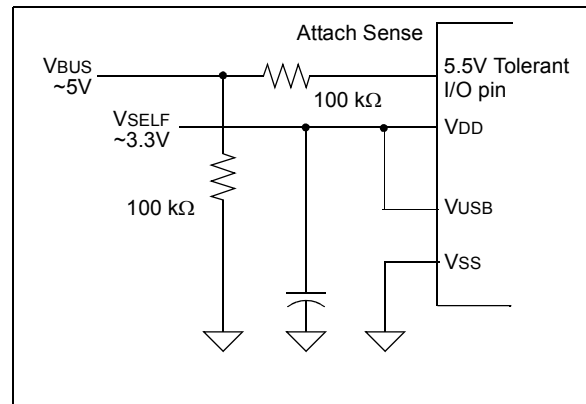 Attach Sense
VBUS
~5V
5.5V Tolerant
I/O pin
100 kΩ
VSELF
~3.3V
VDD
100 kΩ
VUSB
VSS